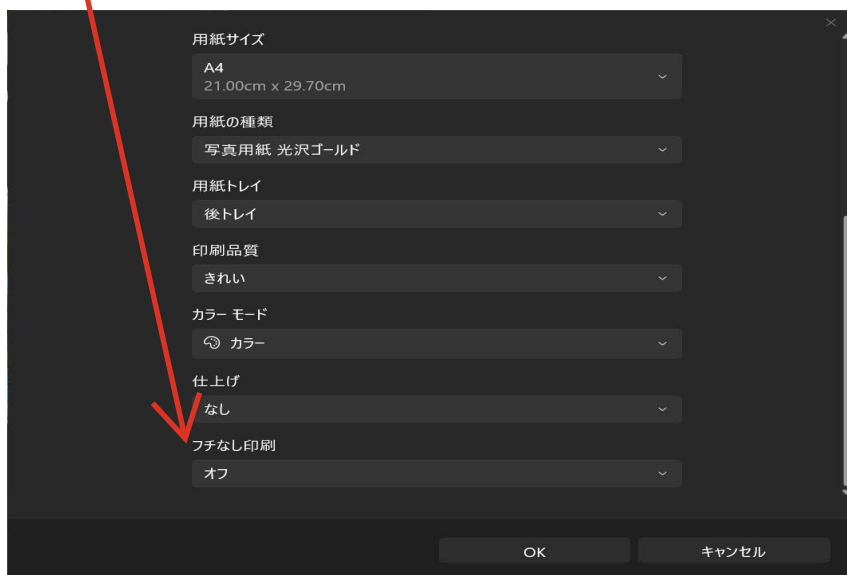 用紙サイズ
A4
21.00cm x 29.70cm
用紙の種類
写真用紙 光沢ゴールド
用紙トレイ
後トレイ
印刷品質
きれい
カラー モード
カラー
仕上げ
なし
フチなし印刷
オフ
OK キャンセル